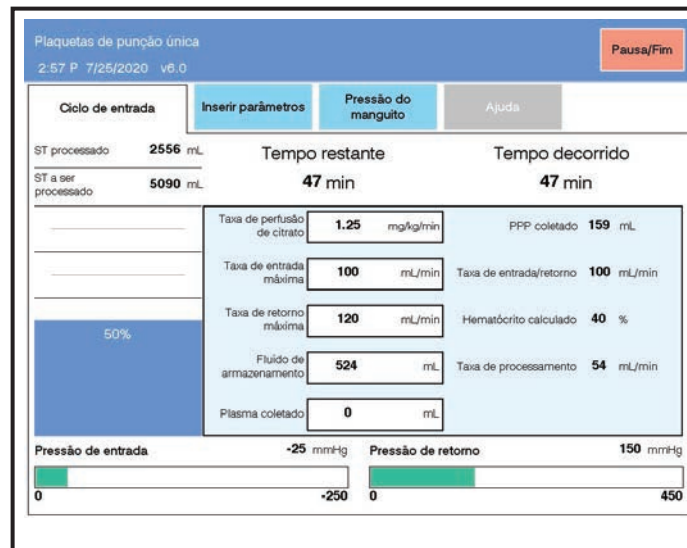 Plaquetas de punção única
2:57 P 7/25/2020 v6.0
Pausa/Fim
Ciclo de entrada
Inserir parâmetros
Pressão do
manguito
Ajuda
ST processado 2556 mL
ST a ser
processado 5090 mL
50%
Tempo restante
47 min
Tempo decorrido
47 min
Taxa de perfusão
de citrato 1.25 mg/kg/min
Taxa de entrada
máxima 100 mL/min
Taxa de retorno
máxima 120 mL/min
Fluido de
armazenamento 524 mL
Plasma coletado 0 mL
PPP coletado 159 mL
Taxa de entrada/retorno 100 mL/min
Hematócrito calculado 40 %
Taxa de processamento 54 mL/min
Pressão de entrada -25 mmHg
0 -250
Pressão de retorno 150 mmHg
0 450